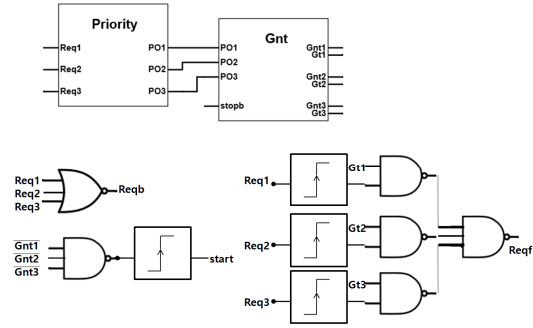 Priority
Gnt
Req1 PO1
Req2 PO2
Req3 PO3
PO1 Gnt1
Gt1
PO2
PO3 Gnt2
Gt2
stopb Gnt3
Gt3
Req1
Req2
Req3
Reqb
Gnt1
Gnt2
Gnt3
start
Req1
Gt1
Req2
Gt2
Req3
Gt3
Reqf